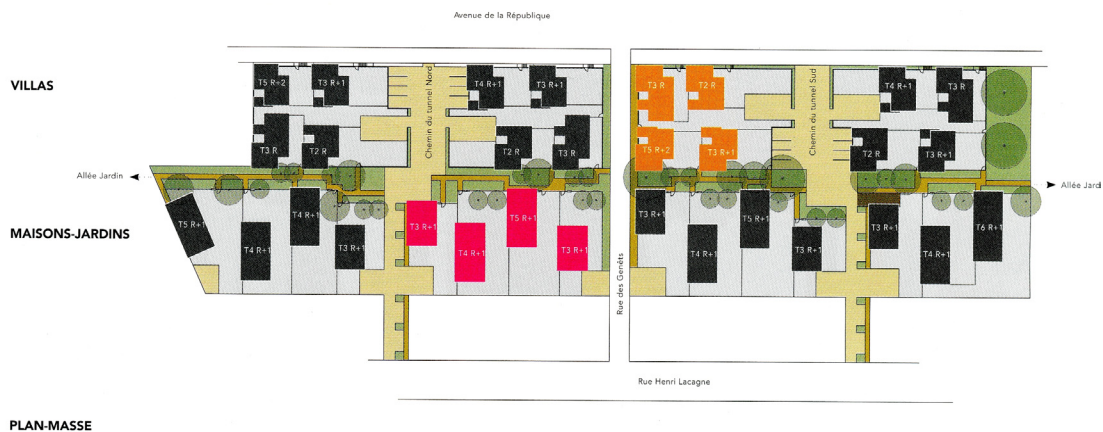 Avenue de la République
VILLAS
T5 R+2
T3 R+1
Chemin du tunnel Nord
T4 R+1
T3 R+1
T3 R
T2 R
Chemin du tunnel Sud
T4 R+1
T3 R
T3 R
T2 R
T2 R
T3 R
T5 R+2
T3 R+1
T2 R
T3 R+1
Allée Jardin
Allée Jard
MAISONS-JARDINS
T5 R+1
T4 R+1
T4 R+1
T3 R+1
T3 R+1
T4 R+1
T5 R+1
T3 R+1
Rue des Genêts
T3 R+1
T4 R+1
T5 R+1
T3 R+1
T3 R+1
T4 R+1
T6 R+1
Rue Henri Lacagne
PLAN-MASSE